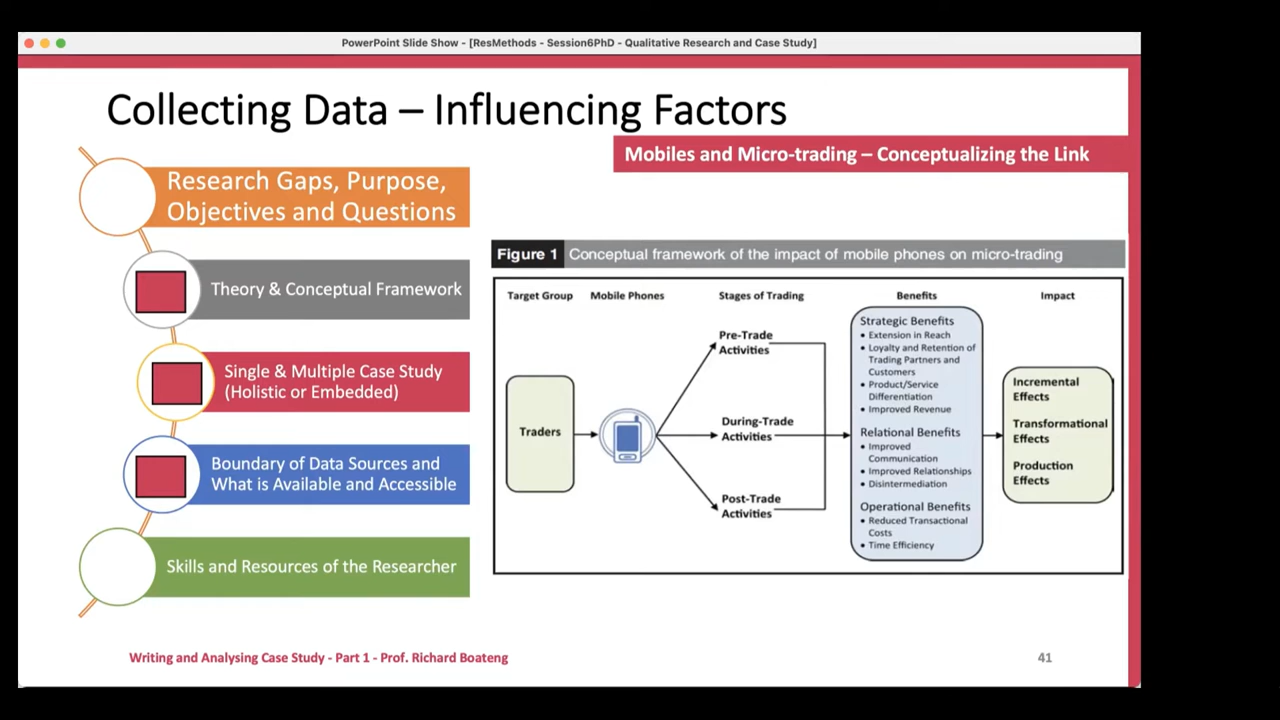 PowerPoint Slide Show - [ResMethods - Session6PhD - Qualitative Research and Case Study]
Collecting Data – Influencing Factors
Mobiles and Micro-trading – Conceptualizing the Link
Research Gaps, Purpose,
Objectives and Questions
Theory & Conceptual Framework
Single & Multiple Case Study
(Holistic or Embedded)
Boundary of Data Sources and
What is Available and Accessible
Skills and Resources of the Researcher
Figure 1 Conceptual framework of the impact of mobile phones on micro-trading
Target Group
Mobile Phones
Stages of Trading
Benefits
Impact
Traders
Pre-Trade
Activities
During-Trade
Activities
Post-Trade
Activities
Strategic Benefits
• Extension in Reach
• Loyalty and Retention of
Trading Partners and
Customers
• Product/Service
Differentiation
• Improved Revenue
Relational Benefits
• Improved
Communication
• Improved Relationships
• Disintermediation
Operational Benefits
• Reduced Transactional
Costs
• Time Efficiency
Incremental
Effects
Transformational
Effects
Production
Effects
Writing and Analysing Case Study - Part 1 - Prof. Richard Boateng
41